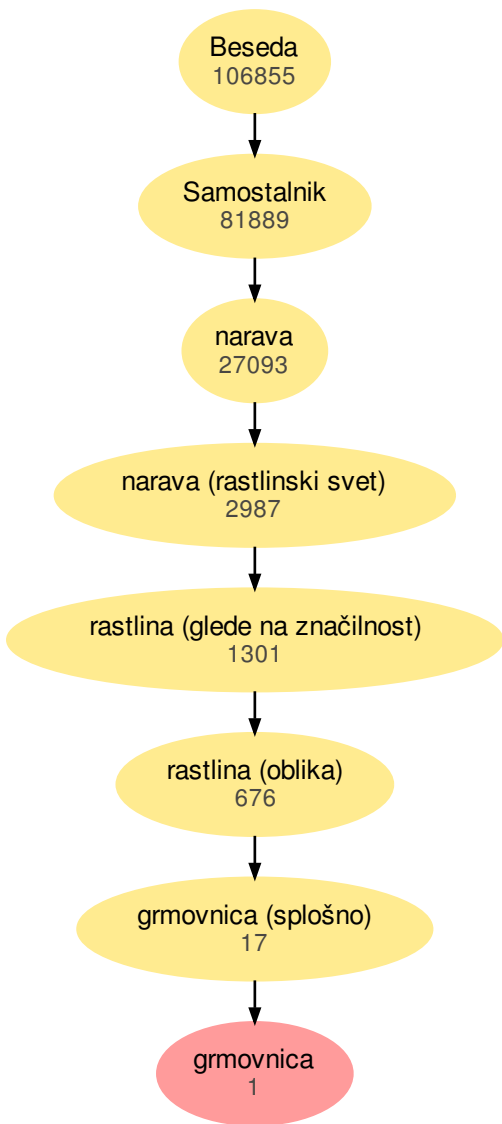 Beseda
106855
Samostalnik
81889
narava
27093
narava (rastlinski svet)
2987
rastlina (glede na značilnost)
1301
rastlina (oblika)
676
grmovnica (splošno)
17
grmovnica
1